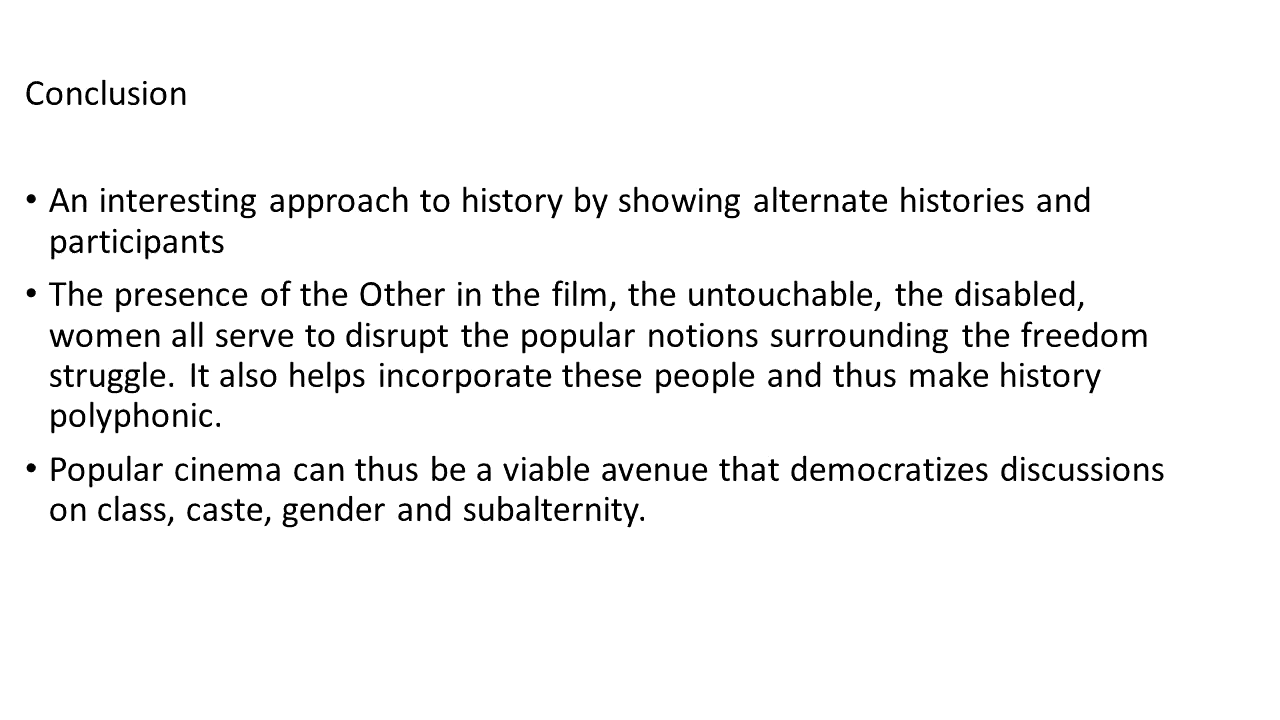 Conclusion
• An interesting approach to history by showing alternate histories and
participants
• The presence of the Other in the film, the untouchable, the disabled,
women all serve to disrupt the popular notions surrounding the freedom
struggle. It also helps incorporate these people and thus make history
polyphonic.
• Popular cinema can thus be a viable avenue that democratizes discussions
on class, caste, gender and subalternity.